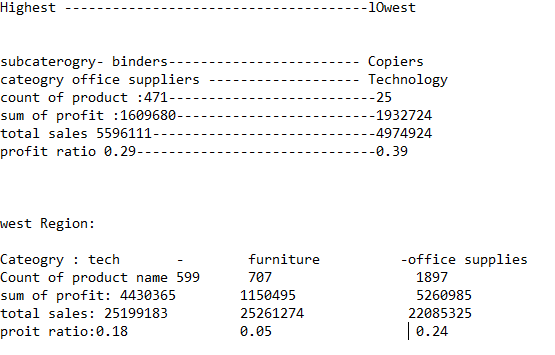 Highest --------------------------------------lOwest
subcaterogry- binders------------------------ Copiers
cateogry office suppliers ------------------- Technology
count of product :471--------------------------25
sum of profit :1609680-------------------------1932724
total sales 5596111----------------------------4974924
profit ratio 0.29------------------------------0.39
west Region:
Cateogry : tech - furniture -office supplies
Count of product name 599 707 1897
sum of profit: 4430365 1150495 5260985
total sales: 25199183 25261274 22085325
proit ratio:0.18 0.05 0.24